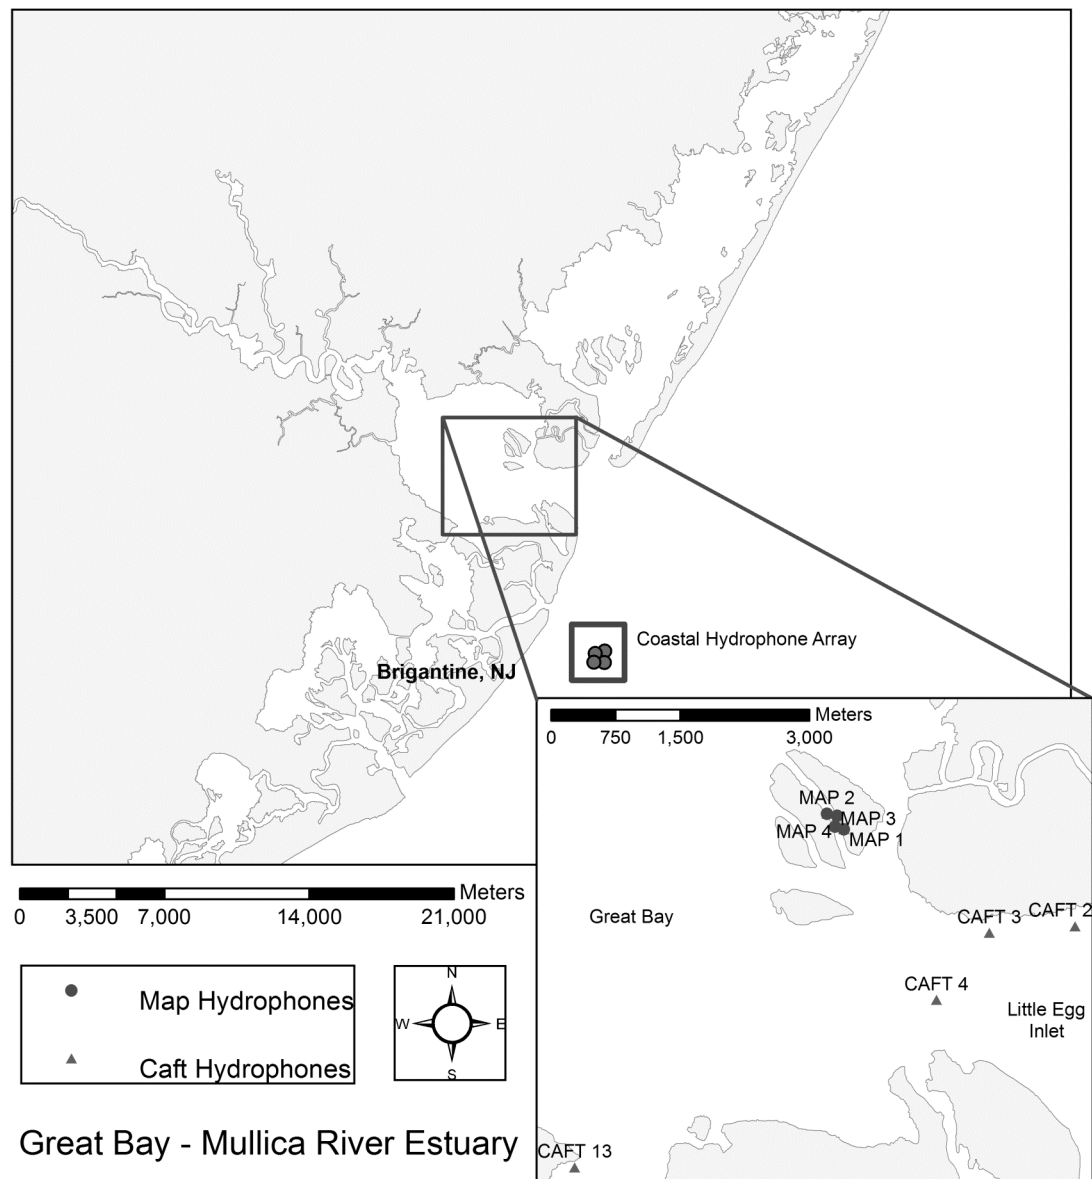 Coastal Hydrophone Array
Brigantine, NJ
Meters
0 750 1,500 3,000
MAP 2
MAP 3
MAP 4
MAP 1
Great Bay
CAFT 3
CAFT 2
CAFT 4
Little Egg
Inlet
CAFT 13
Meters
0 3,500 7,000 14,000 21,000
Map Hydrophones
Caft Hydrophones
N
W E
S
Great Bay - Mullica River Estuary